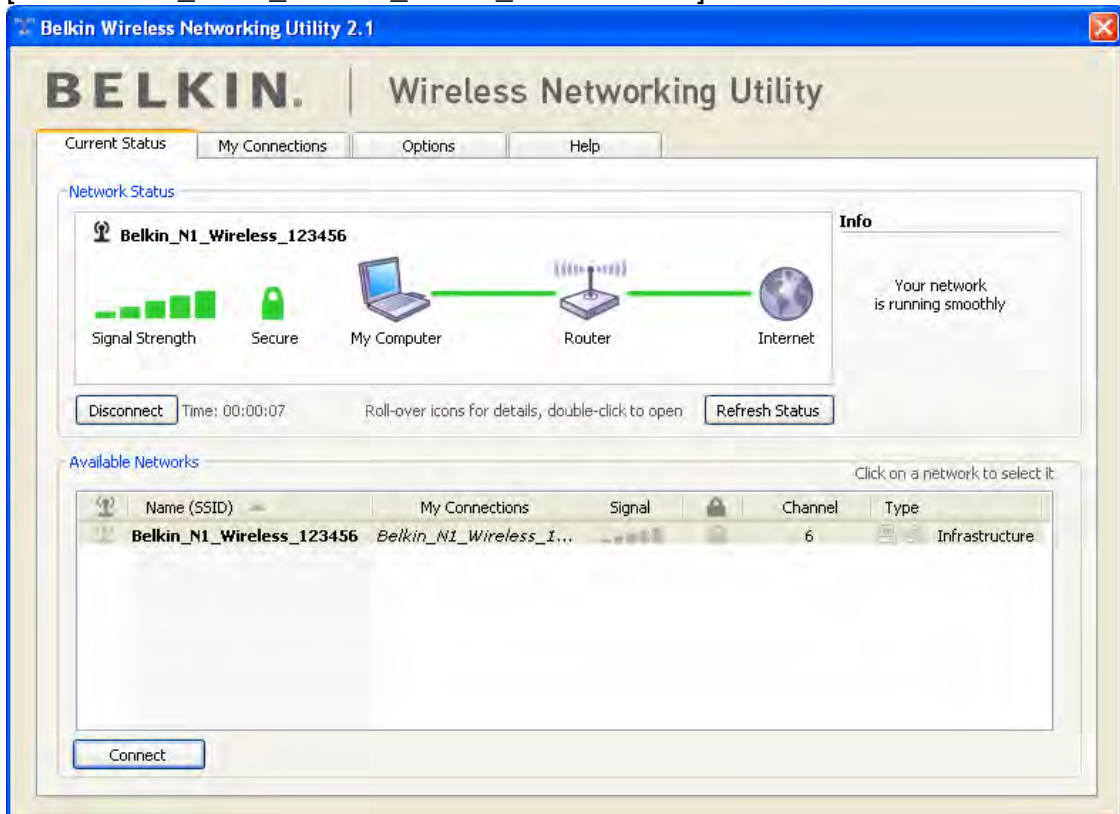 Belkin Wireless Networking Utility 2.1
BELKIN. | Wireless Networking Utility
Current Status My Connections Options Help
Network Status
Belkin_N1_Wireless_123456
Info
Your network
is running smoothly
Signal Strength Secure My Computer Router Internet
Disconnect Time: 00:00:07 Roll-over icons for details, double-click to open Refresh Status
Available Networks
Click on a network to select it
Name (SSID) My Connections Signal Channel Type
Belkin_N1_Wireless_123456 Belkin_N1_Wireless_1... 6 Infrastructure
Connect